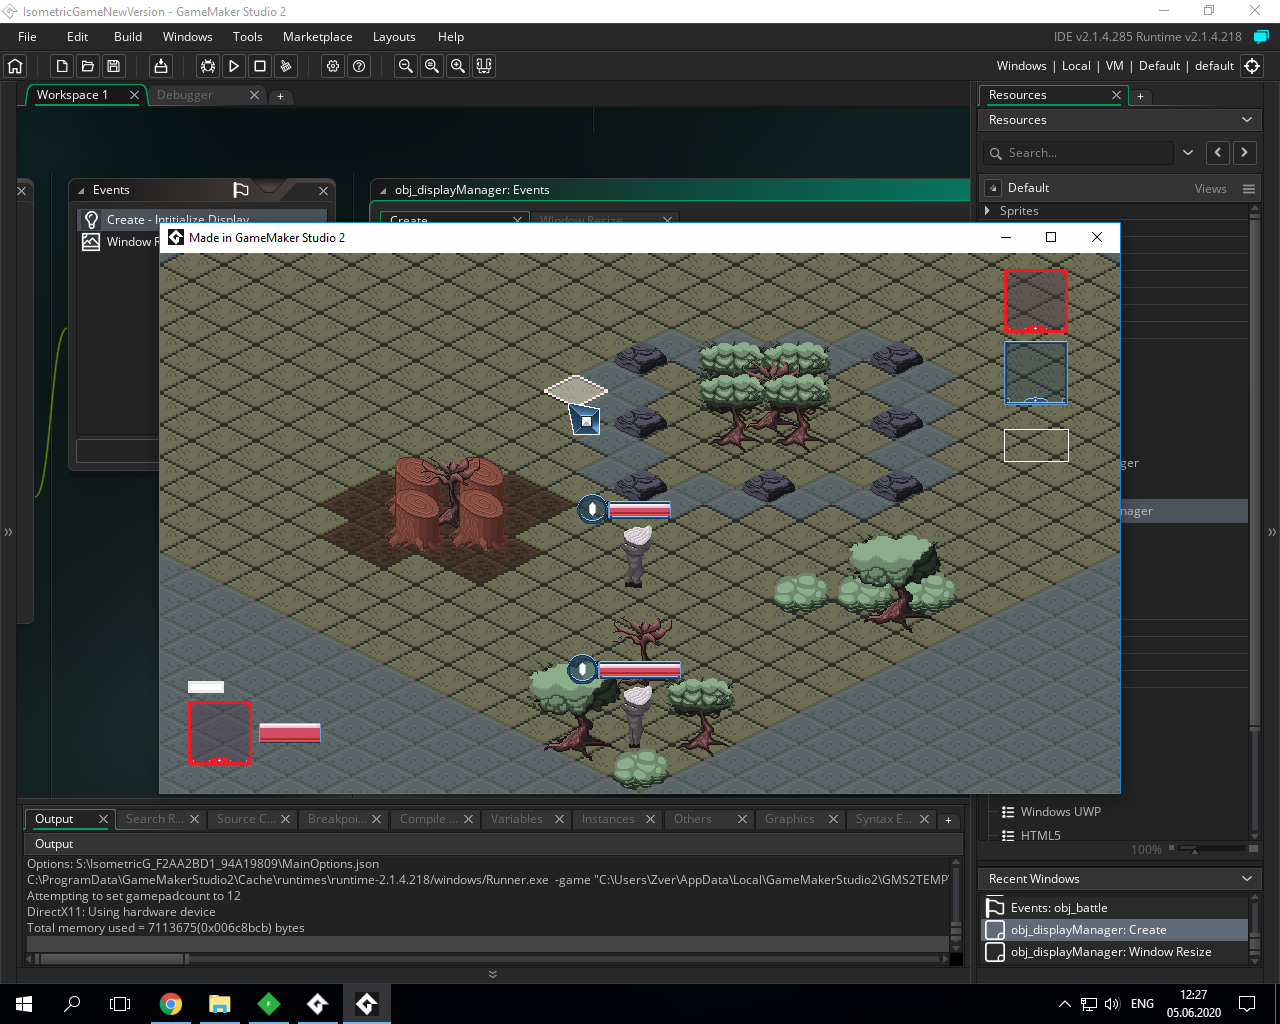 IsometricGameNewVersion - GameMaker Studio 2
File Edit Build Windows Tools Marketplace Layouts Help
IDE v2.1.4.285 Runtime v2.1.4.218
Windows | Local | VM | Default | default
Workspace 1
Debugger
+
Resources
+
Resources
Search...
Default
Views
Sprites
Events
obj_displayManager: Events
Create - Intitialize Display
Create
Window Resize
Window R
Made in GameMaker Studio 2
ger
nager
Windows UWP
HTML5
100%
Output
Search R...
Source C...
Breakpoi...
Compile ...
Variables
Instances
Others
Graphics
Syntax E...
+
Output
Options: S:\IsometricG_F2AA2BD1_94A19809\MainOptions.json
C:\ProgramData\GameMakerStudio2\Cache\runtimes\runtime-2.1.4.218/windows/Runner.exe -game "C:\Users\Zver\AppData\Local\GameMakerStudio2\GMS2TEMP
Attempting to set gamepadcount to 12
DirectX11: Using hardware device
Total memory used = 7113675(0x006c8bcb) bytes
Recent Windows
Events: obj_battle
obj_displayManager: Create
obj_displayManager: Window Resize
ENG
12:27
05.06.2020